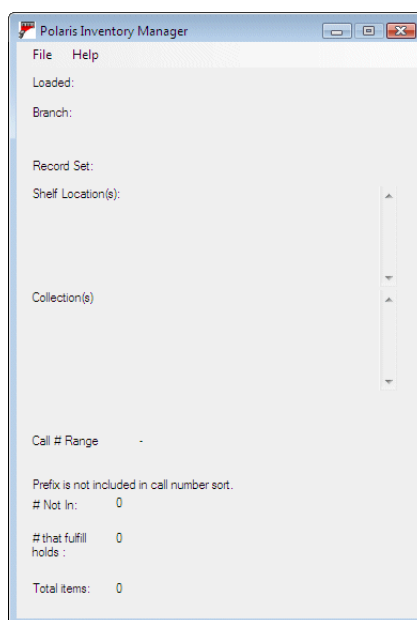 Polaris Inventory Manager
File Help
Loaded:
Branch:
Record Set:
Shelf Location(s):
Collection(s)
Call # Range -
Prefix is not included in call number sort.
# Not In: 0
# that fulfill 0
holds :
Total items: 0